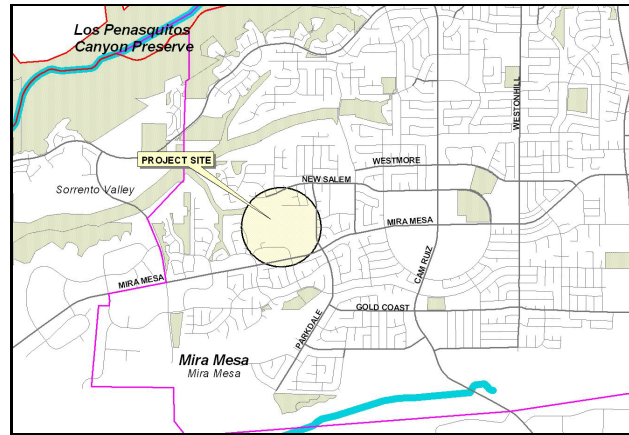 Los Penasquitos
Canyon Preserve
WESTONHILL
PROJECT SITE
WESTMORE
NEW SALEM
Sorrento Valley
MIRA MESA
CAM RUIZ
MIRA MESA
GOLD COAST
PARKDALE
Mira Mesa
Mira Mesa